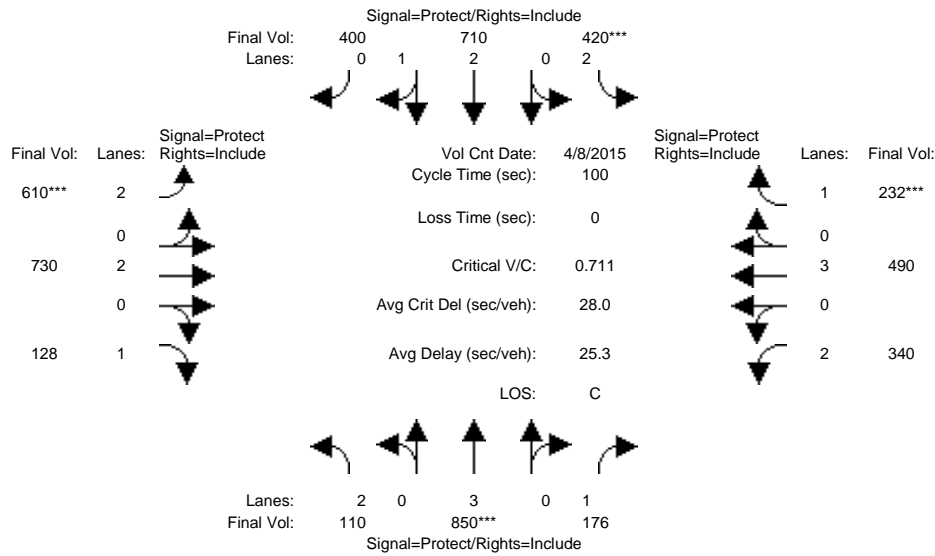 Signal=Protect/Rights=Include
Final Vol: 400 710 420***
Lanes: 0 1 2 0 2
Signal=Protect
Final Vol: Lanes: Rights=Include
Vol Cnt Date: 4/8/2015
Signal=Protect
Rights=Include Lanes: Final Vol:
Cycle Time (sec): 100
610*** 2
1 232***
Loss Time (sec): 0
0
0
730 2
Critical V/C: 0.711
3 490
0
Avg Crit Del (sec/veh): 28.0
0
128 1
Avg Delay (sec/veh): 25.3
2 340
LOS: C
Lanes: 2 0 3 0 1
Final Vol: 110 850*** 176
Signal=Protect/Rights=Include